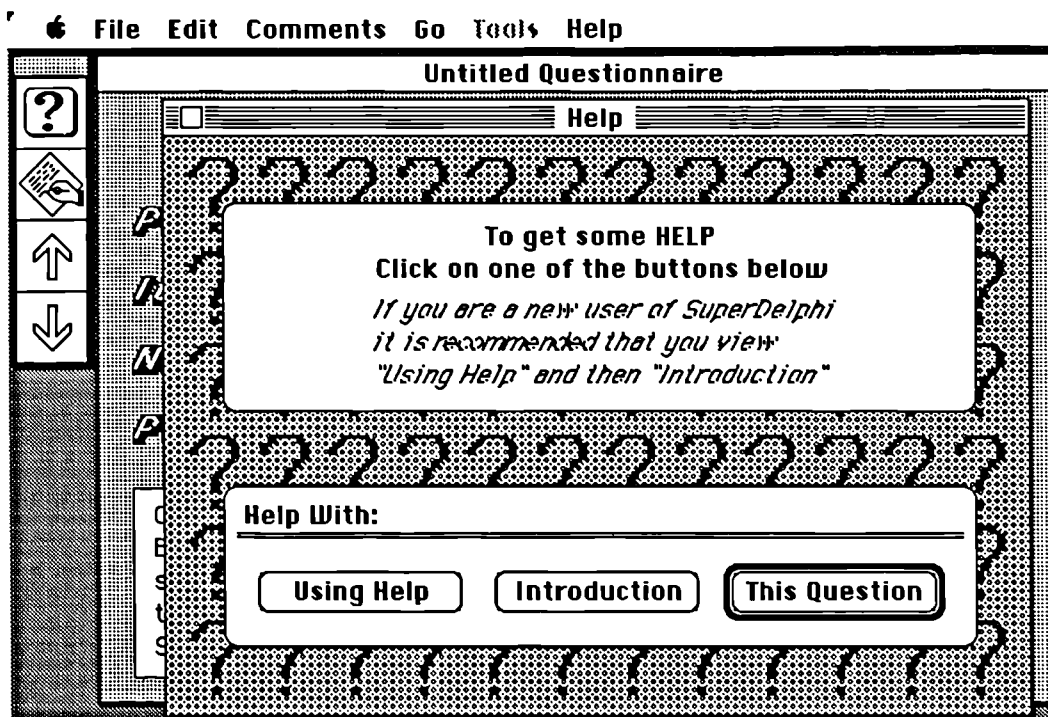 File Edit Comments Go Tools Help
Untitled Questionnaire
Help
To get some HELP
Click on one of the buttons below
If you are a new user of SuperDelphi
it is recommended that you view
"Using Help" and then "Introduction"
Help With:
Using Help Introduction This Question